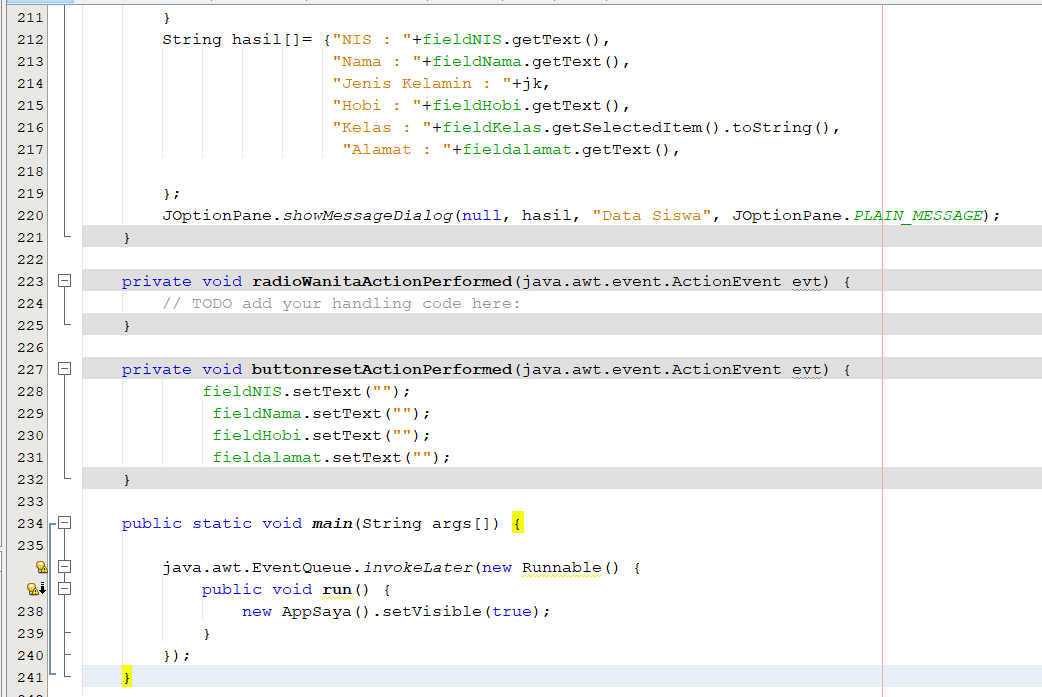 211             }
212             String hasil[]= {"NIS : "+fieldNIS.getText(),
213                              "Nama : "+fieldNama.getText(),
214                              "Jenis Kelamin : "+jk,
215                              "Hobi : "+fieldHobi.getText(),
216                              "Kelas : "+fieldKelas.getSelectedItem().toString(),
217                               "Alamat : "+fieldalamat.getText(),
218
219             };
220             JOptionPane.showMessageDialog(null, hasil, "Data Siswa", JOptionPane.PLAIN_MESSAGE);
221         }
222
223         private void radioWanitaActionPerformed(java.awt.event.ActionEvent evt) {
224             // TODO add your handling code here:
225         }
226
227         private void buttonresetActionPerformed(java.awt.event.ActionEvent evt) {
228                 fieldNIS.setText("");
229                  fieldNama.setText("");
230                  fieldHobi.setText("");
231                  fieldalamat.setText("");
232         }
233
234         public static void main(String args[]) {
235
            java.awt.EventQueue.invokeLater(new Runnable() {
                public void run() {
238                 new AppSaya().setVisible(true);
239             }
240         });
241     }